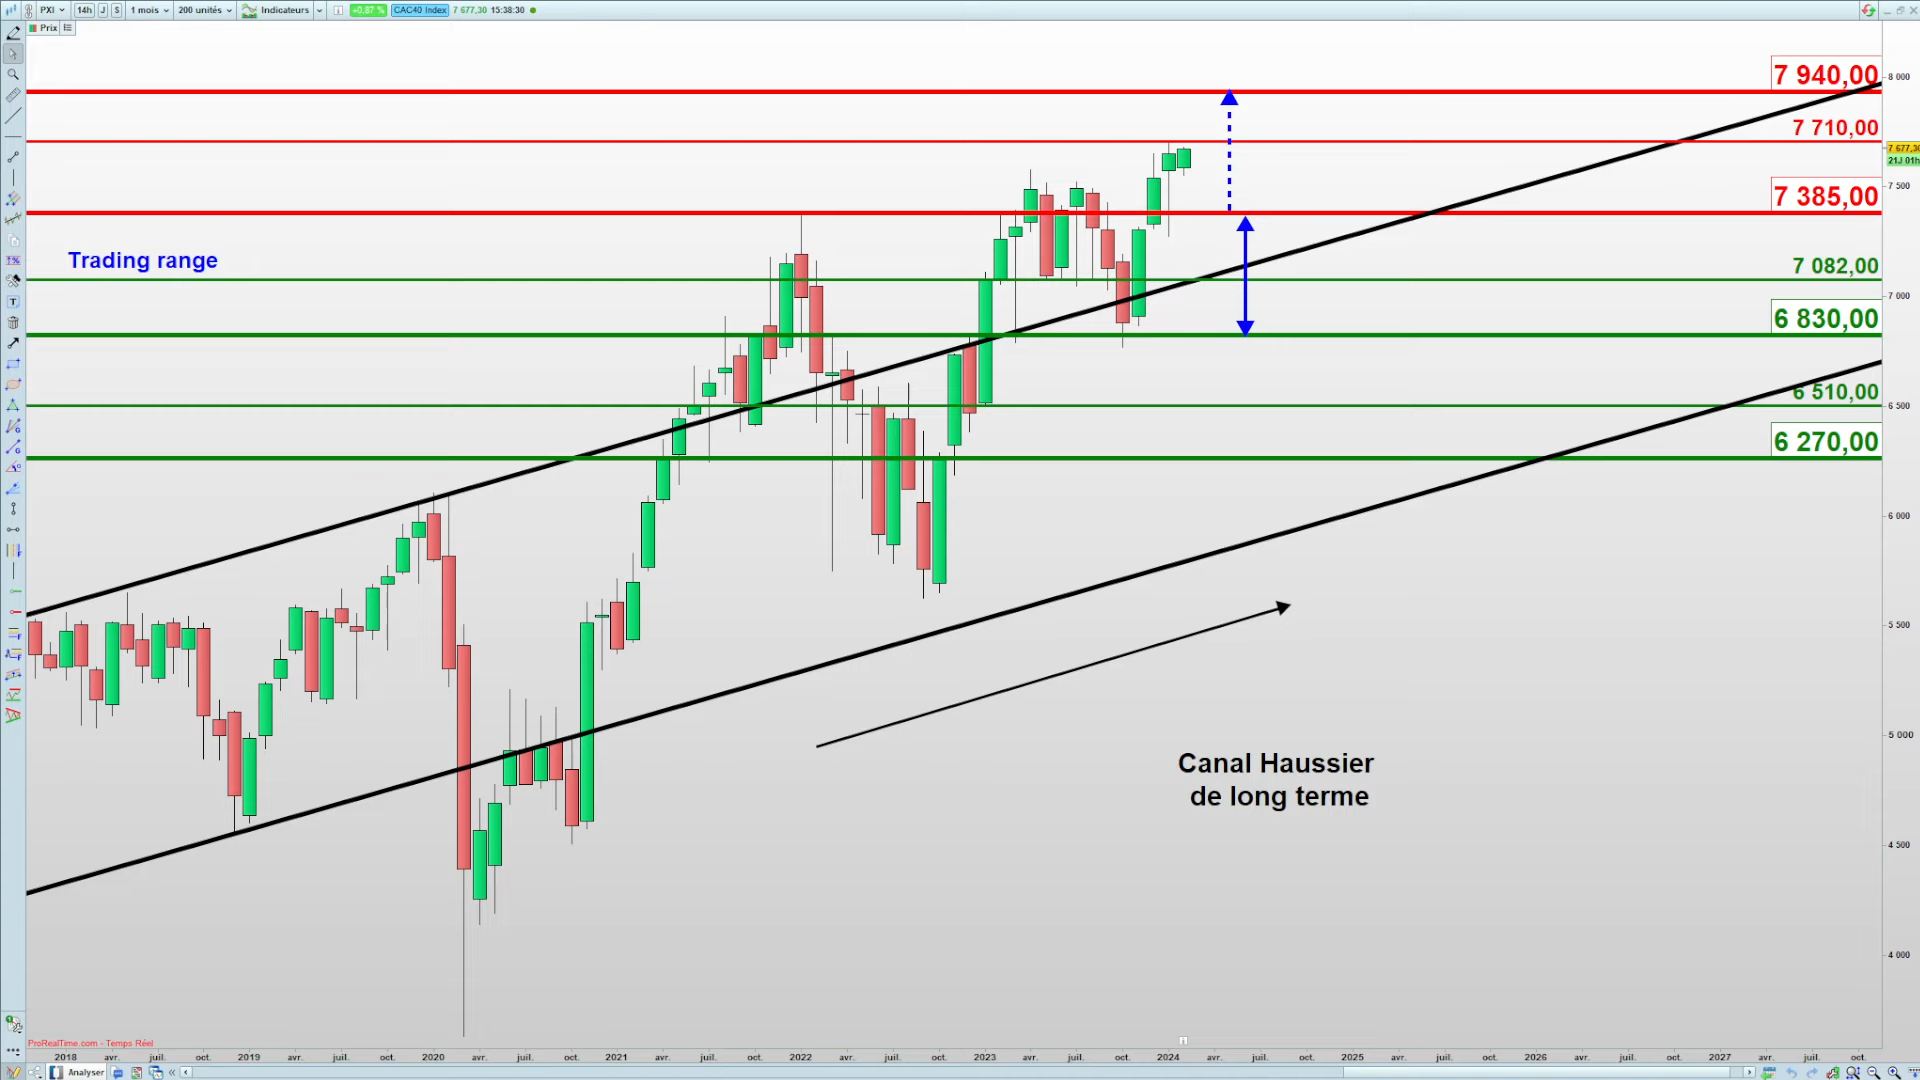 PXI 14h J S 1 mois 200 unités Indicateurs +0,87 % CAC40 Index 7 677,30 15:38:30
Prix
7 940,00
8 000
7 710,00
7 677,30
21J 01h
7 385,00
7 500
Trading range
7 082,00
7 000
6 830,00
6 510,00
6 500
6 270,00
6 000
5 500
Canal Haussier
de long terme
5 000
4 500
4 000
ProRealTime.com - Temps Réel
2018 avr. juil. oct. 2019 avr. juil. oct. 2020 avr. juil. oct. 2021 avr. juil. oct. 2022 avr. juil. oct. 2023 avr. juil. oct. 2024 avr. juil. oct. 2025 avr. juil. oct. 2026 avr. juil. oct. 2027 avr. juil. oct.
Analyser